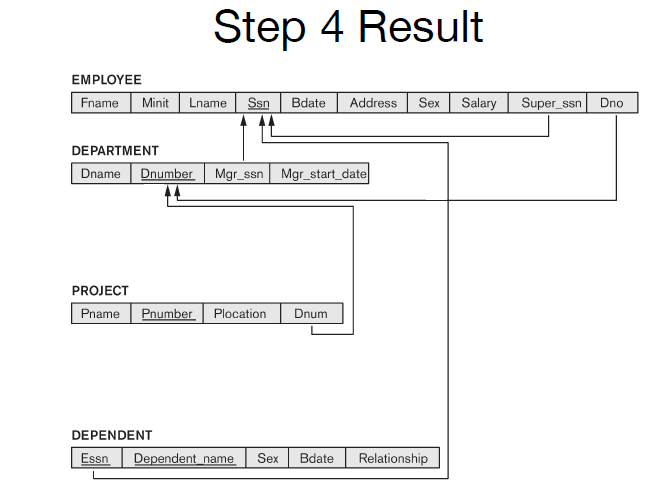 Step 4 Result
EMPLOYEE
Fname Minit Lname Ssn Bdate Address Sex Salary Super_ssn Dno
DEPARTMENT
Dname Dnumber Mgr_ssn Mgr_start_date
PROJECT
Pname Pnumber Plocation Dnum
DEPENDENT
Essn Dependent_name Sex Bdate Relationship